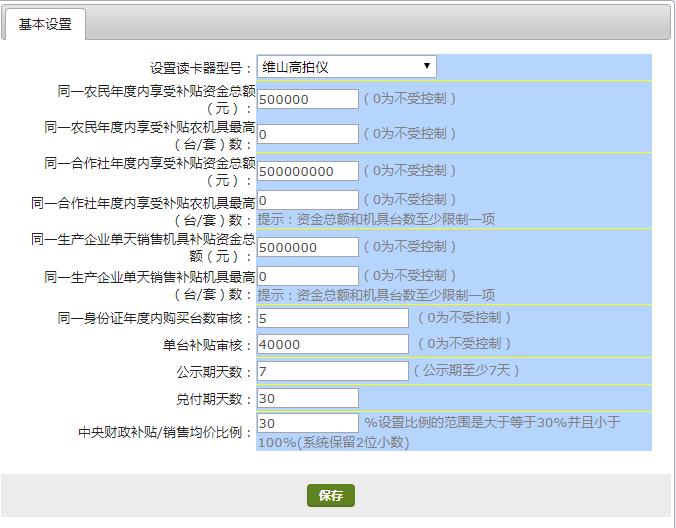 基本设置
设置读卡器型号： 维山高拍仪
同一农民年度内享受补贴资金总额
（元）： 500000 （0为不受控制）
同一农民年度内享受补贴农机具最高
（台/套）数： 0 （0为不受控制）
同一合作社年度内享受补贴资金总额
（元）： 500000000 （0为不受控制）
同一合作社年度内享受补贴农机具最高 0 （0为不受控制）
（台/套）数： 提示：资金总额和机具台数至少限制一项
同一生产企业单天销售机具补贴资金总
额（元）： 5000000 （0为不受控制）
同一生产企业单天销售补贴机具最高 0 （0为不受控制）
（台/套）数： 提示：资金总额和机具台数至少限制一项
同一身份证年度内购买台数审核： 5 （0为不受控制）
单台补贴审核： 40000 （0为不受控制）
公示期天数： 7 （公示期至少7天）
兑付期天数： 30
中央财政补贴/销售均价比例： 30 %设置比例的范围是大于等于30%并且小于
100%(系统保留2位小数)
保存